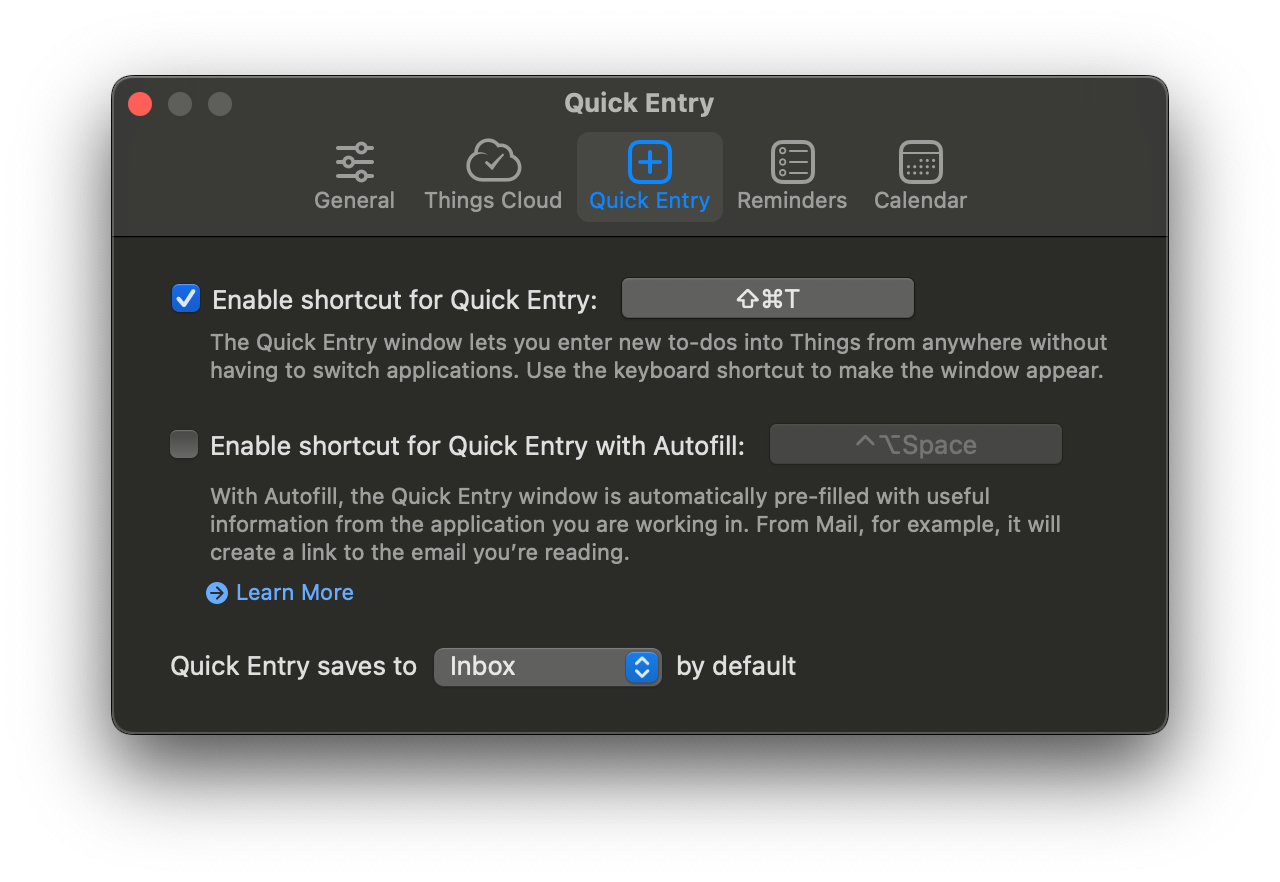 Quick Entry
General
Things Cloud
Quick Entry
Reminders
Calendar
Enable shortcut for Quick Entry: ⇧⌘T
The Quick Entry window lets you enter new to-dos into Things from anywhere without
having to switch applications. Use the keyboard shortcut to make the window appear.
Enable shortcut for Quick Entry with Autofill: ⌃⌥Space
With Autofill, the Quick Entry window is automatically pre-filled with useful
information from the application you are working in. From Mail, for example, it will
create a link to the email you’re reading.
Learn More
Quick Entry saves to Inbox by default